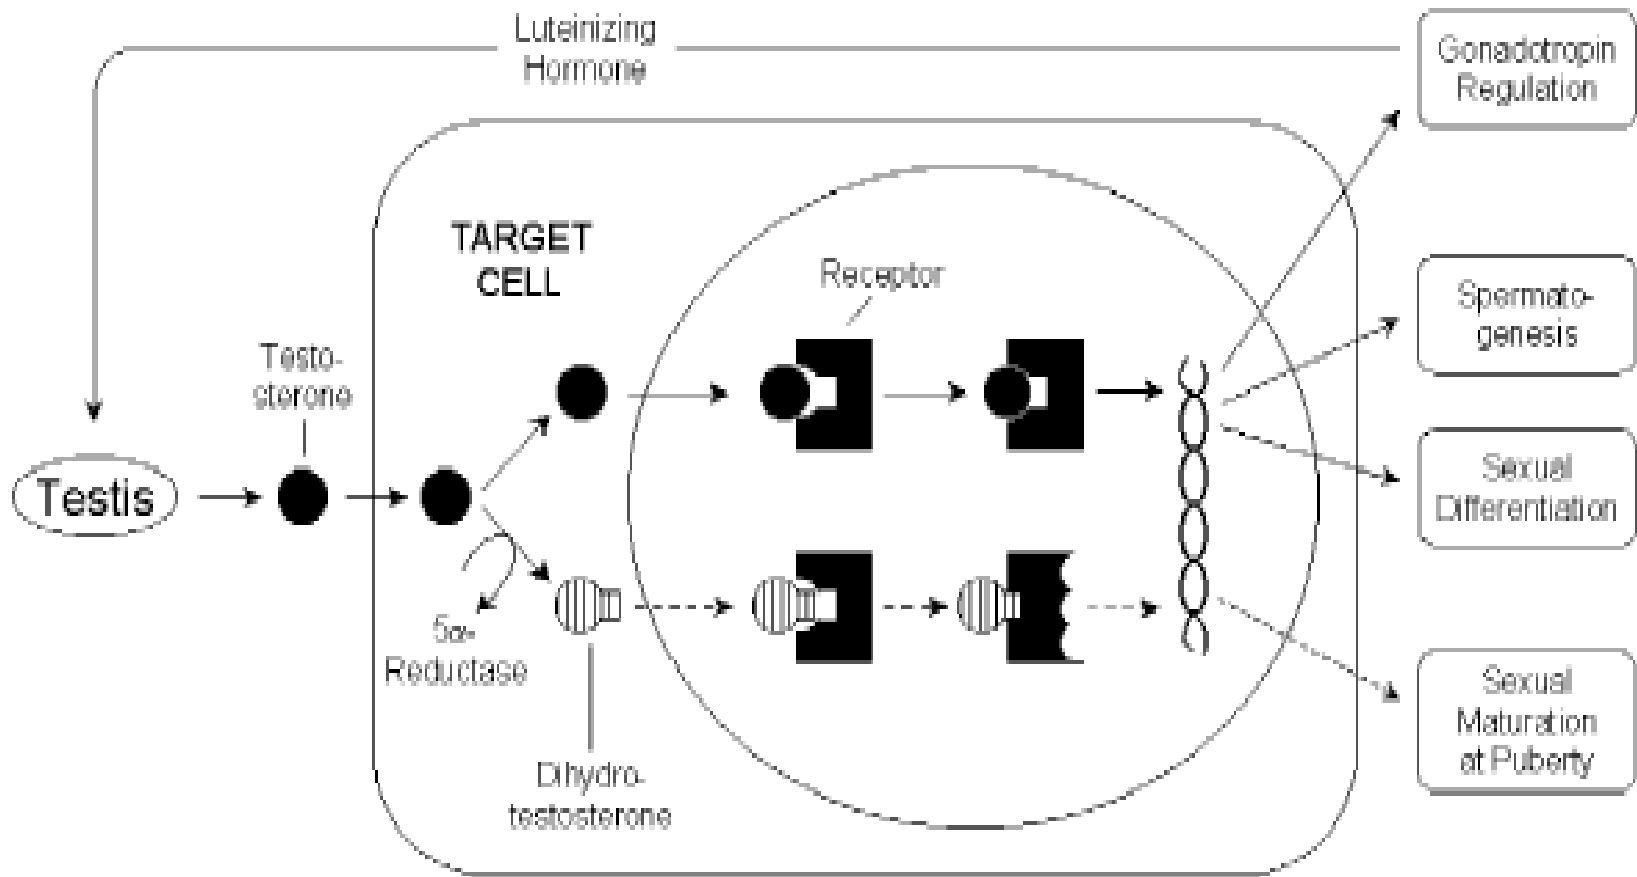 Luteinizing
Hormone
Gonadotropin
Regulation
TARGET
CELL
Receptor
Spermato-
genesis
Testo-
sterone
Testis
Sexual
Differentiation
5α-
Reductase
Dihydro-
testosterone
Sexual
Maturation
at Puberty